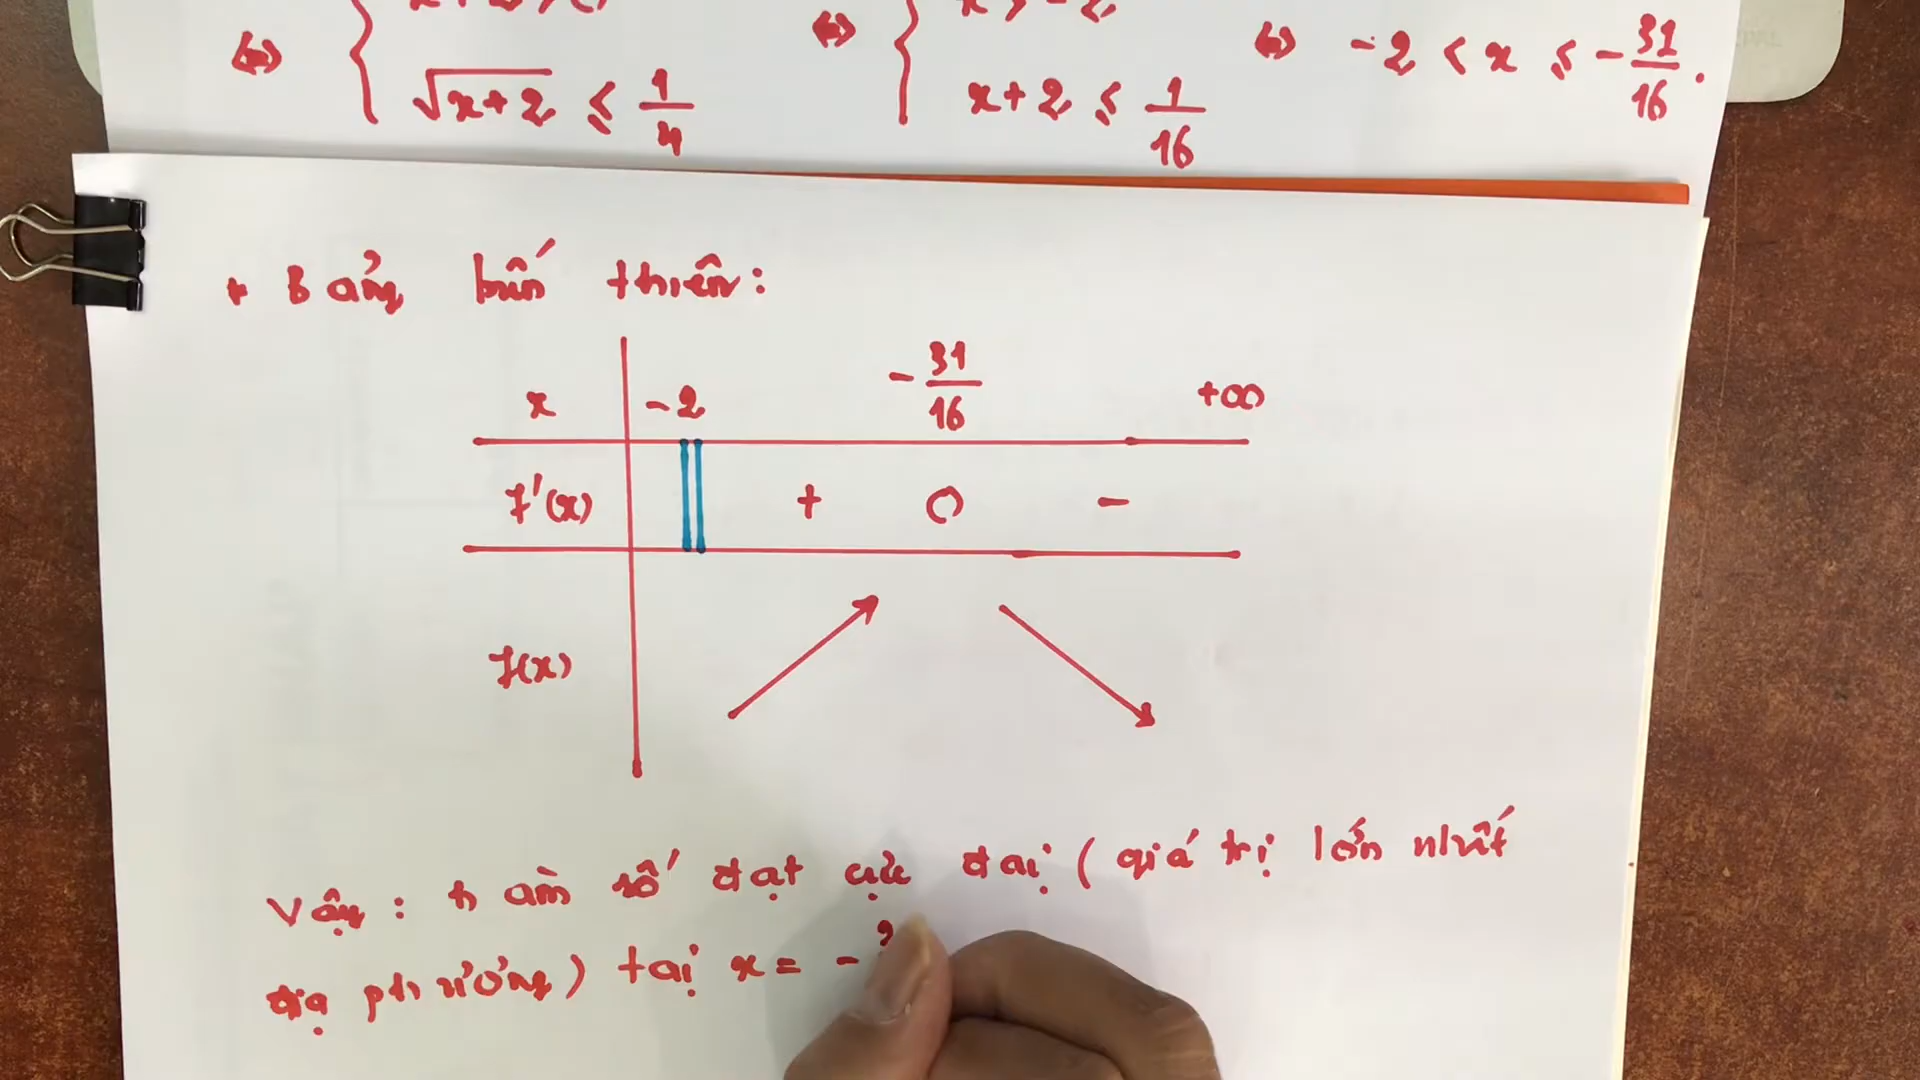 ⇔ { √x+2 ≤ 1/4 ⇔ { x > -2 ⇔ -2 < x ≤ - 31/16 .
x+2 ≤ 1/16
* Bảng biến thiên:
x -2 - 31/16 +∞
f'(x) || + 0 -
f(x)
Vậy : hàm số đạt cực đại ( giá trị lớn nhất
địa phương) tại x = -